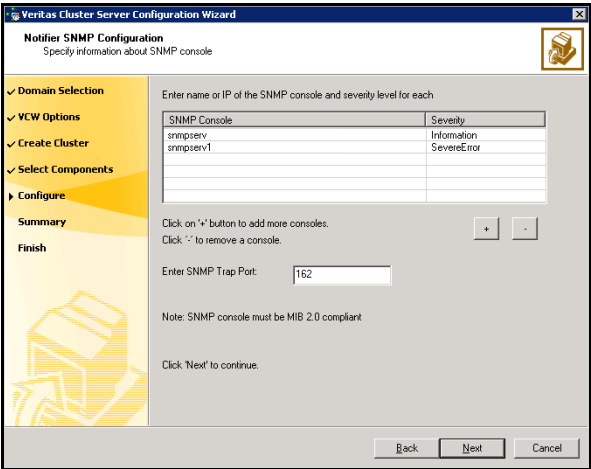 Veritas Cluster Server Configuration Wizard
Notifier SNMP Configuration
Specify information about SNMP console
Domain Selection
VCW Options
Create Cluster
Select Components
Configure
Summary
Finish
Enter name or IP of the SNMP console and severity level for each
SNMP Console Severity
snmpserv Information
snmpserv1 SevereError
Click on '+' button to add more consoles.
Click '-' to remove a console.
+ -
Enter SNMP Trap Port: 162
Note: SNMP console must be MIB 2.0 compliant
Click 'Next' to continue.
Back Next Cancel